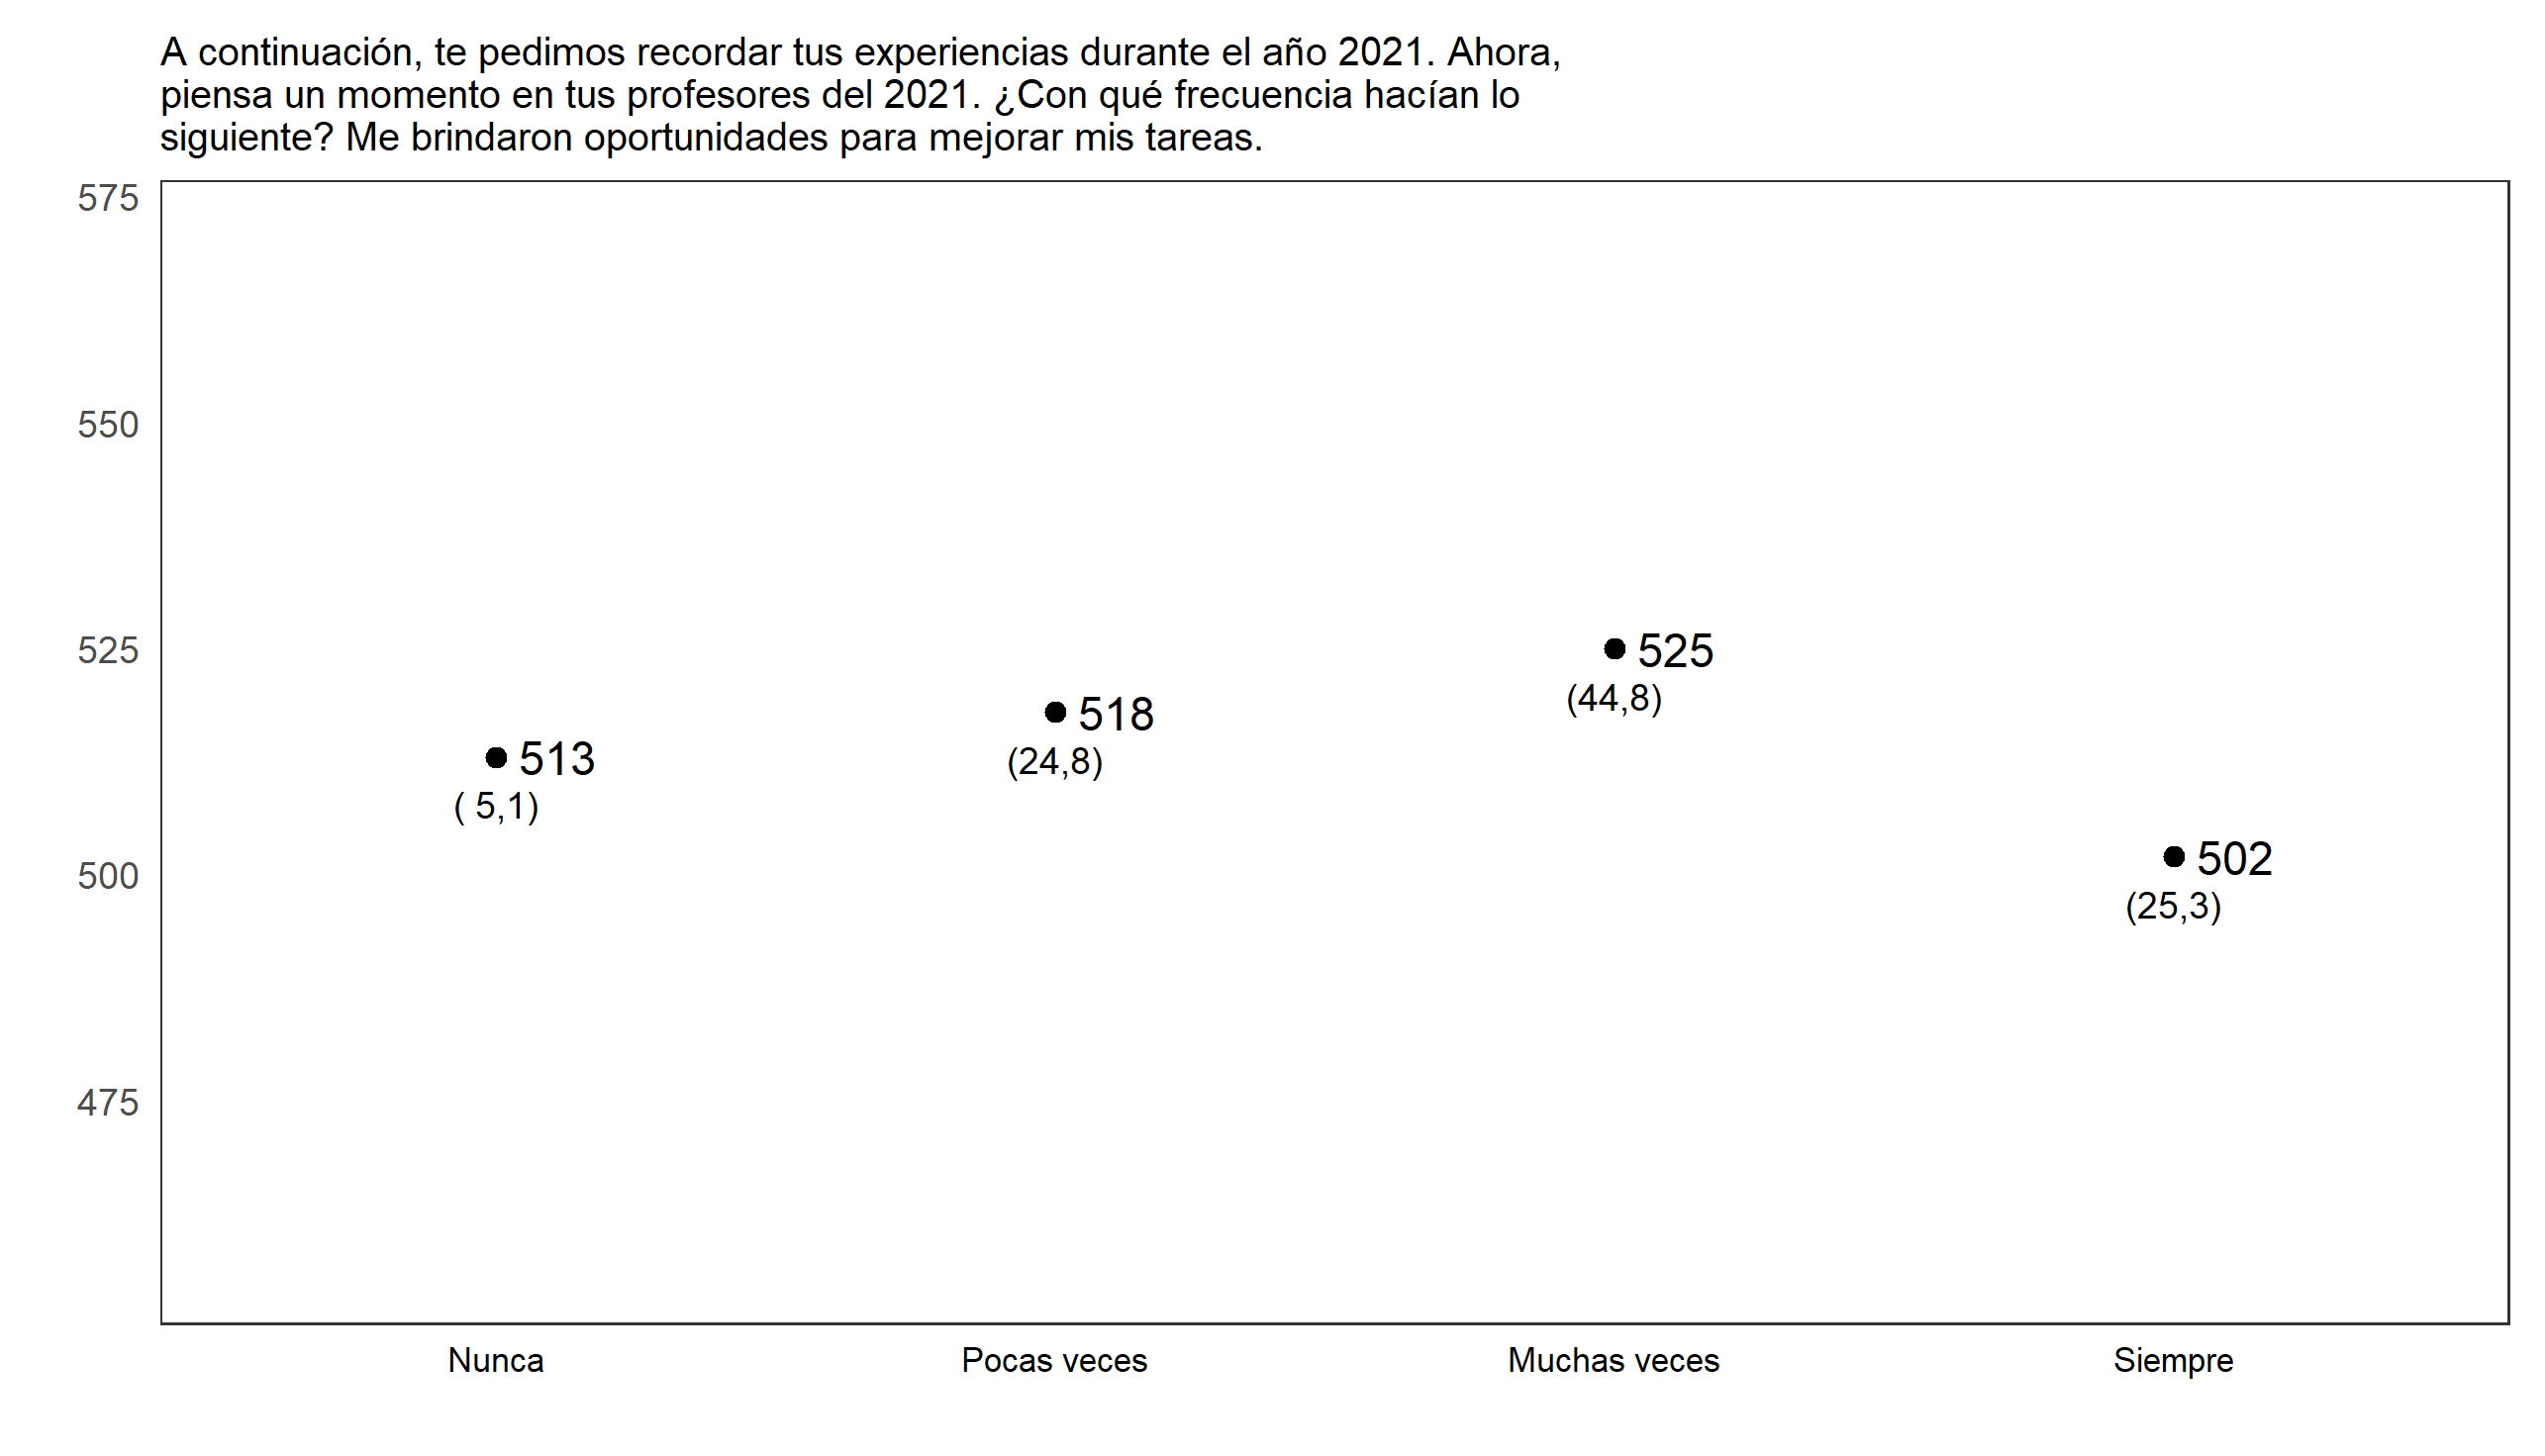 A continuación, te pedimos recordar tus experiencias durante el año 2021. Ahora,
piensa un momento en tus profesores del 2021. ¿Con qué frecuencia hacían lo
siguiente? Me brindaron oportunidades para mejorar mis tareas.
575
550
525
500
475
513
( 5,1)
518
(24,8)
525
(44,8)
502
(25,3)
Nunca
Pocas veces
Muchas veces
Siempre